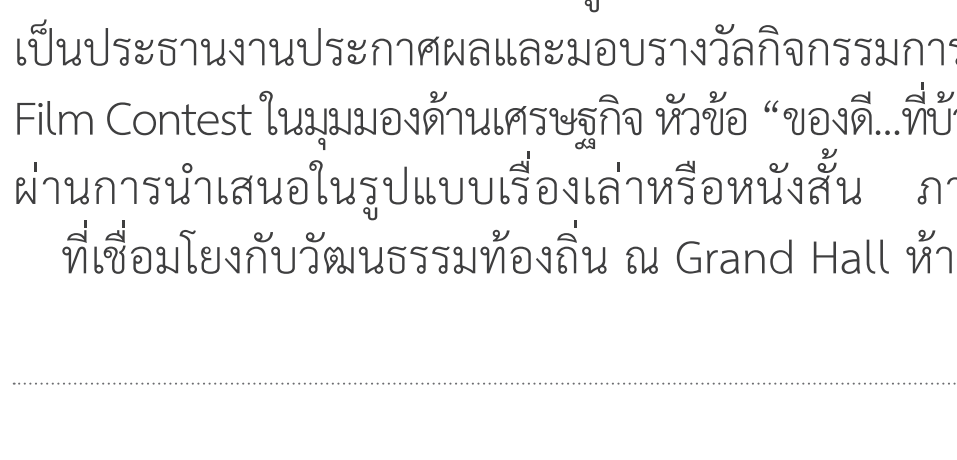 เป็นประธานงานประกาศผลและมอบรางวัลกิจกรรมการ
Film Contest ในมุมมองด้านเศรษฐกิจ หัวข้อ “ของดี...ที่บ้า
ผ่านการนำเสนอในรูปแบบเรื่องเล่าหรือหนังสั้น ภา
ที่เชื่อมโยงกับวัฒนธรรมท้องถิ่น ณ Grand Hall ห้า